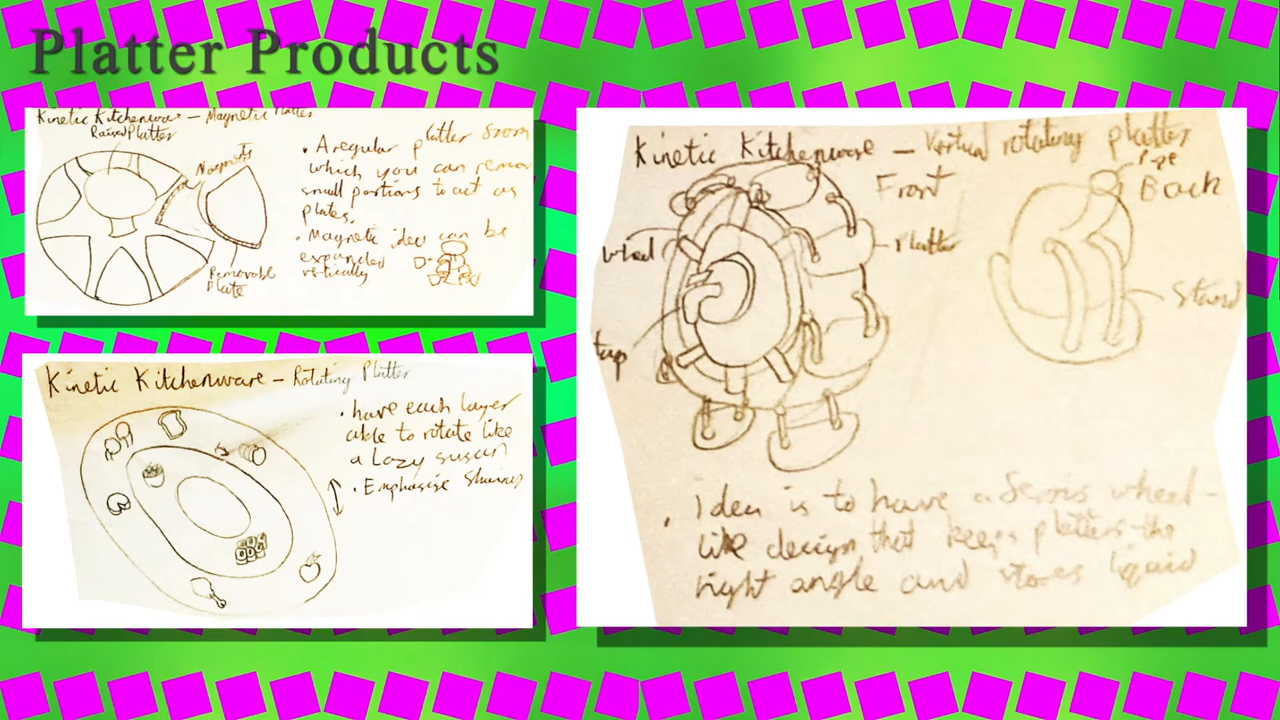 Platter Products
Kinetic Kitchenware — Magnetic Platter
Raised Platter
Magnets
• A regular platter from
which you can remove
small portions to act as
plates.
• Magnetic idea can be
expanded
vertically
Removable
Plate
Kinetic Kitchenware — Rotating Platter
• have each layer
able to rotate like
a Lazy susan
• Emphasise Sharing
Kinetic Kitchenware — Vertical rotating platter
Front
Pipe
Back
Wheel
Platter
Stand
tap
• Idea is to have a ferris wheel-
like design that keeps platters the
right angle and stores liquid